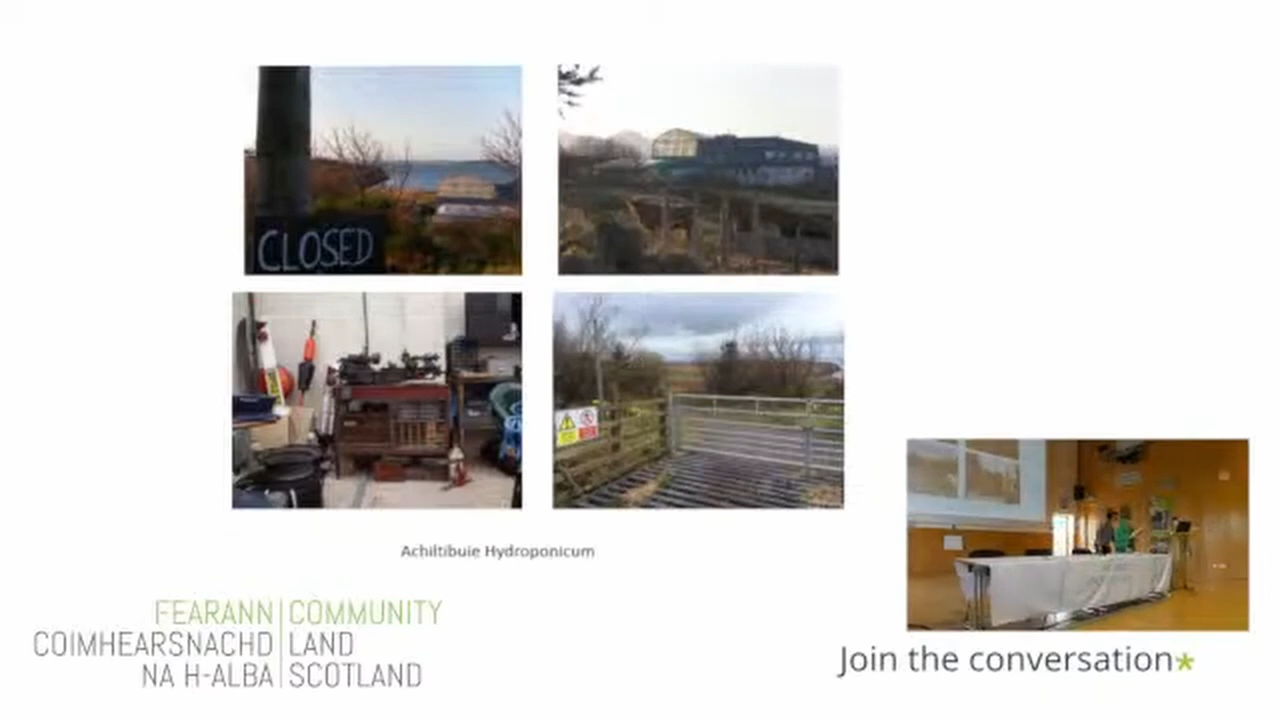 CLOSED
Achiltibuie Hydroponicum
FEARANN COMMUNITY
COIMHEARSNACHD LAND
NA H-ALBA SCOTLAND
Join the conversation*